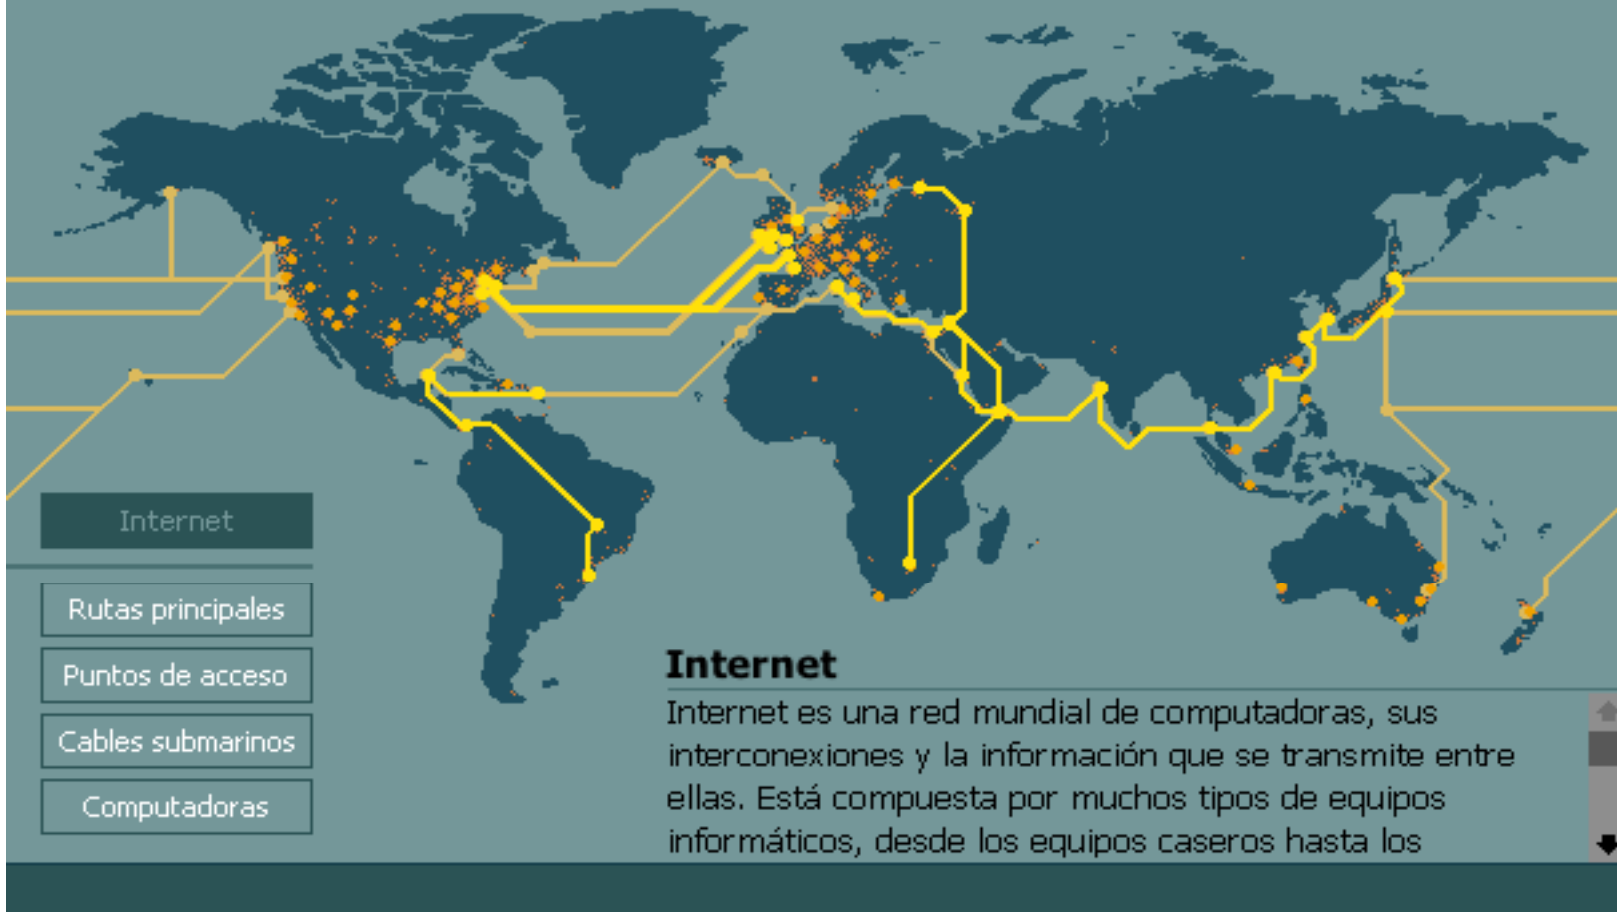 Internet
Rutas principales
Puntos de acceso
Cables submarinos
Computadoras
Internet
Internet es una red mundial de computadoras, sus
interconexiones y la información que se transmite entre
ellas. Está compuesta por muchos tipos de equipos
informáticos, desde los equipos caseros hasta los